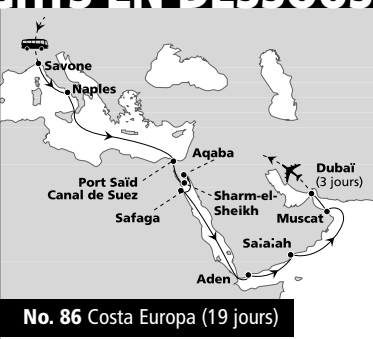 Savone
Naples
Aqaba
Port Saïd
Canal de Suez
Dubaï
(3 jours)
Sharm-el-
Sheikh
Safaga
Muscat
Salalah
Aden
No. 86 Costa Europa (19 jours)